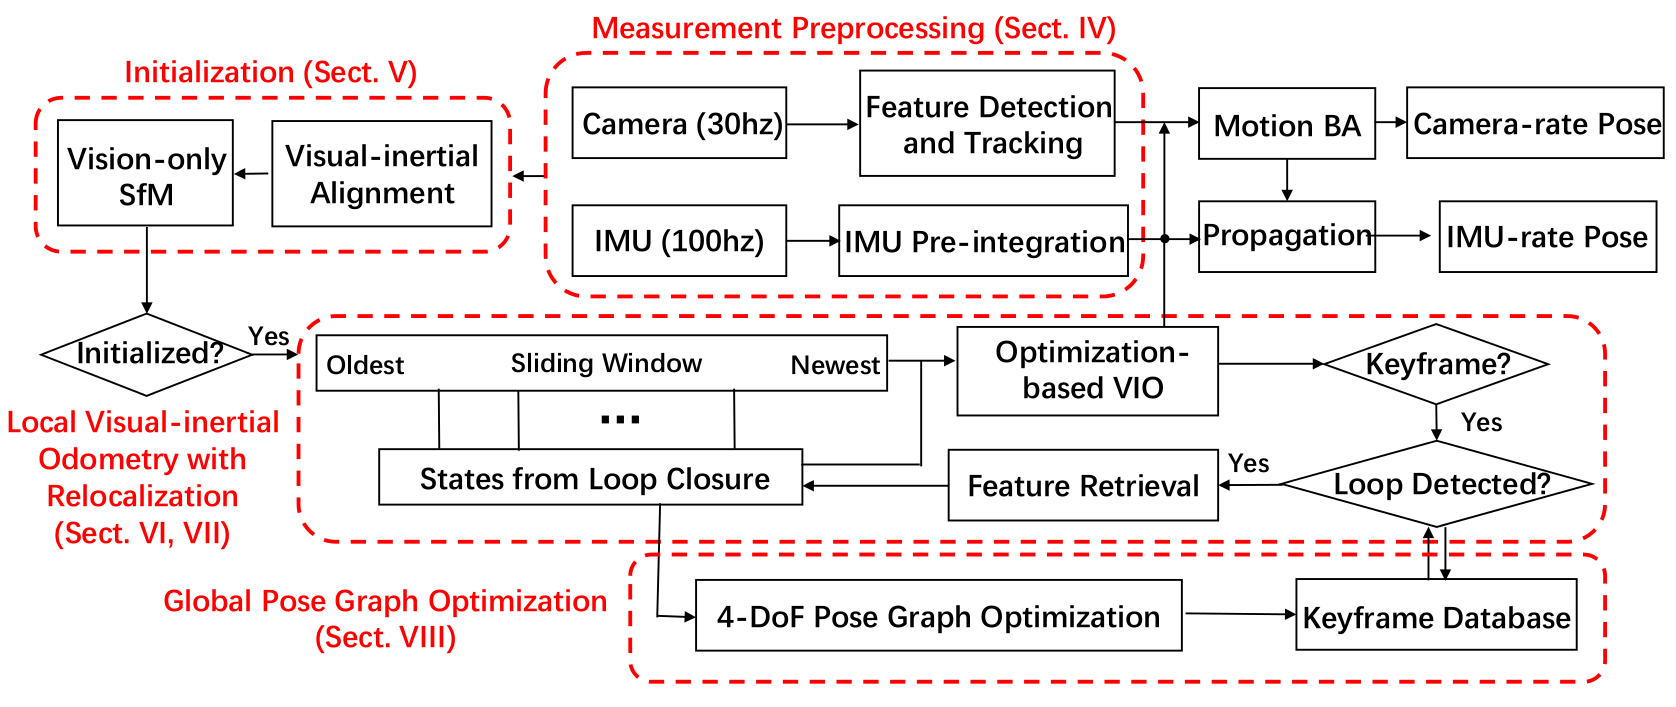 Measurement Preprocessing (Sect. IV)
Initialization (Sect. V)
Vision-only
SfM
Visual-inertial
Alignment
Camera (30hz)
Feature Detection
and Tracking
Motion BA
Camera-rate Pose
IMU (100hz)
IMU Pre-integration
Propagation
IMU-rate Pose
Initialized?
Yes
Oldest
Sliding Window
Newest
...
States from Loop Closure
Optimization-
based VIO
Keyframe?
Yes
Loop Detected?
Yes
Feature Retrieval
Local Visual-inertial
Odometry with
Relocalization
(Sect. VI, VII)
Global Pose Graph Optimization
(Sect. VIII)
4-DoF Pose Graph Optimization
Keyframe Database